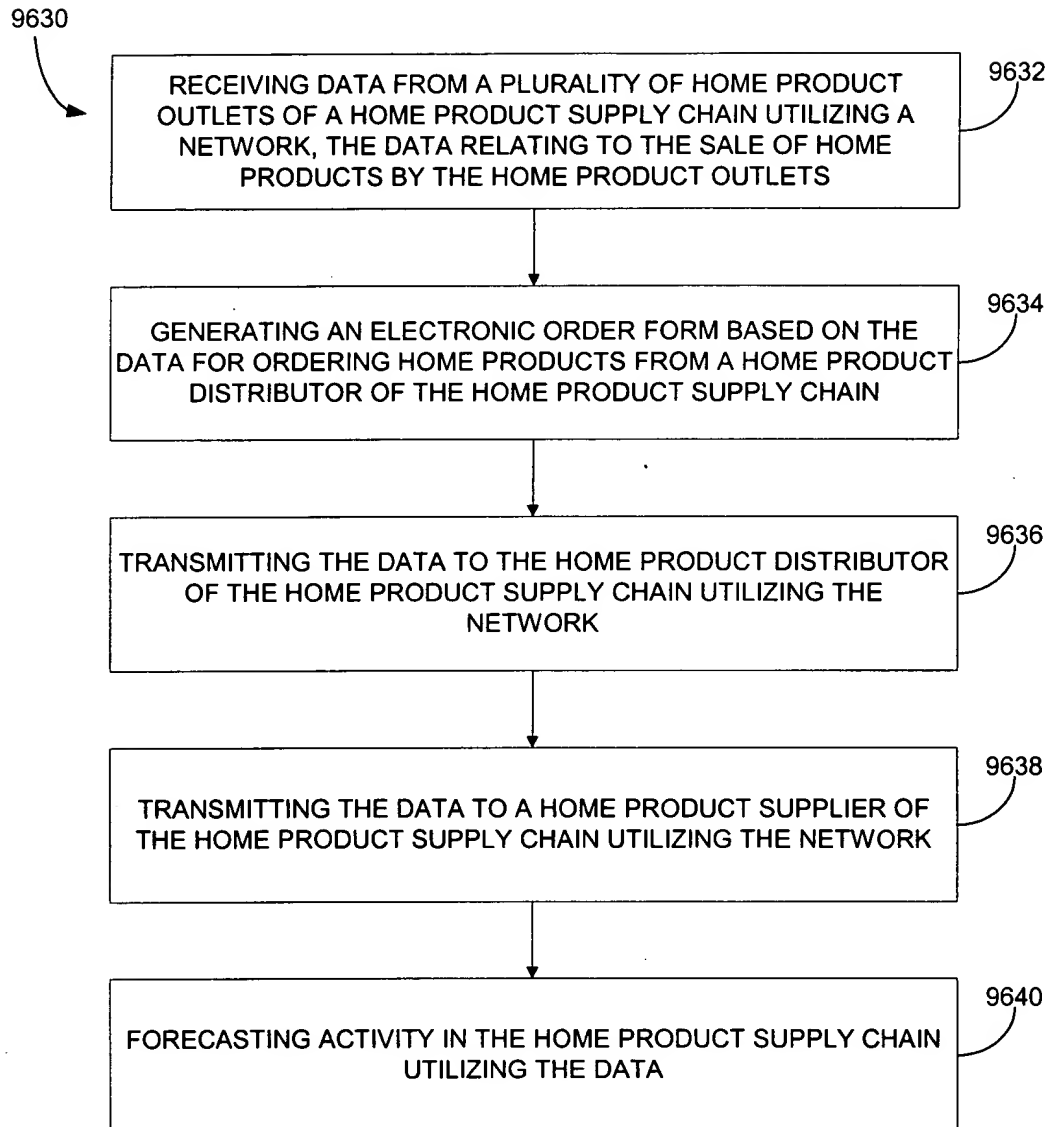 9630
RECEIVING DATA FROM A PLURALITY OF HOME PRODUCT
OUTLETS OF A HOME PRODUCT SUPPLY CHAIN UTILIZING A
NETWORK, THE DATA RELATING TO THE SALE OF HOME
PRODUCTS BY THE HOME PRODUCT OUTLETS
9632
GENERATING AN ELECTRONIC ORDER FORM BASED ON THE
DATA FOR ORDERING HOME PRODUCTS FROM A HOME PRODUCT
DISTRIBUTOR OF THE HOME PRODUCT SUPPLY CHAIN
9634
TRANSMITTING THE DATA TO THE HOME PRODUCT DISTRIBUTOR
OF THE HOME PRODUCT SUPPLY CHAIN UTILIZING THE
NETWORK
9636
TRANSMITTING THE DATA TO A HOME PRODUCT SUPPLIER OF
THE HOME PRODUCT SUPPLY CHAIN UTILIZING THE NETWORK
9638
FORECASTING ACTIVITY IN THE HOME PRODUCT SUPPLY CHAIN
UTILIZING THE DATA
9640